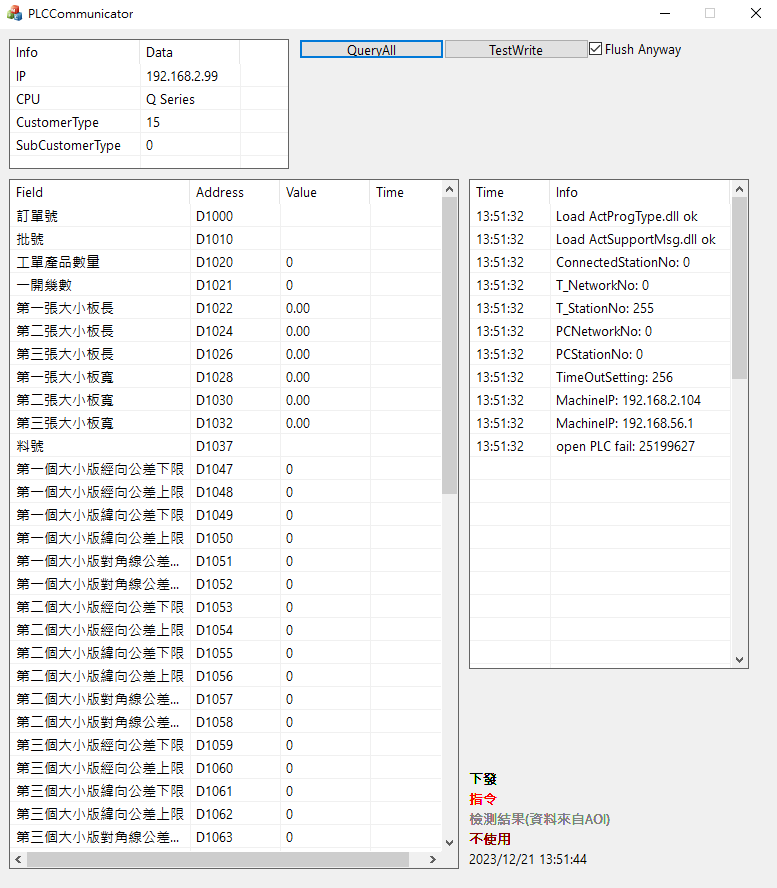 PLCCommunicator
Info Data
IP 192.168.2.99
CPU Q Series
CustomerType 15
SubCustomerType 0
QueryAll TestWrite Flush Anyway
Field Address Value Time
訂單號 D1000
批號 D1010
工單產品數量 D1020 0
一開幾數 D1021 0
第一張大小板長 D1022 0.00
第二張大小板長 D1024 0.00
第三張大小板長 D1026 0.00
第一張大小板寬 D1028 0.00
第二張大小板寬 D1030 0.00
第三張大小板寬 D1032 0.00
料號 D1037
第一個大小版經向公差下限 D1047 0
第一個大小版經向公差上限 D1048 0
第一個大小版緯向公差下限 D1049 0
第一個大小版緯向公差上限 D1050 0
第一個大小版對角線公差... D1051 0
第一個大小版對角線公差... D1052 0
第二個大小版經向公差下限 D1053 0
第二個大小版經向公差上限 D1054 0
第二個大小版緯向公差下限 D1055 0
第二個大小版緯向公差上限 D1056 0
第二個大小版對角線公差... D1057 0
第二個大小版對角線公差... D1058 0
第三個大小版經向公差下限 D1059 0
第三個大小版經向公差上限 D1060 0
第三個大小版緯向公差下限 D1061 0
第三個大小版緯向公差上限 D1062 0
第三個大小版對角線公差... D1063 0
Time Info
13:51:32 Load ActProgType.dll ok
13:51:32 Load ActSupportMsg.dll ok
13:51:32 ConnectedStationNo: 0
13:51:32 T_NetworkNo: 0
13:51:32 T_StationNo: 255
13:51:32 PCNetworkNo: 0
13:51:32 PCStationNo: 0
13:51:32 TimeOutSetting: 256
13:51:32 MachineIP: 192.168.2.104
13:51:32 MachineIP: 192.168.56.1
13:51:32 open PLC fail: 25199627
下發
指令
檢測結果(資料來自AOI)
不使用
2023/12/21 13:51:44